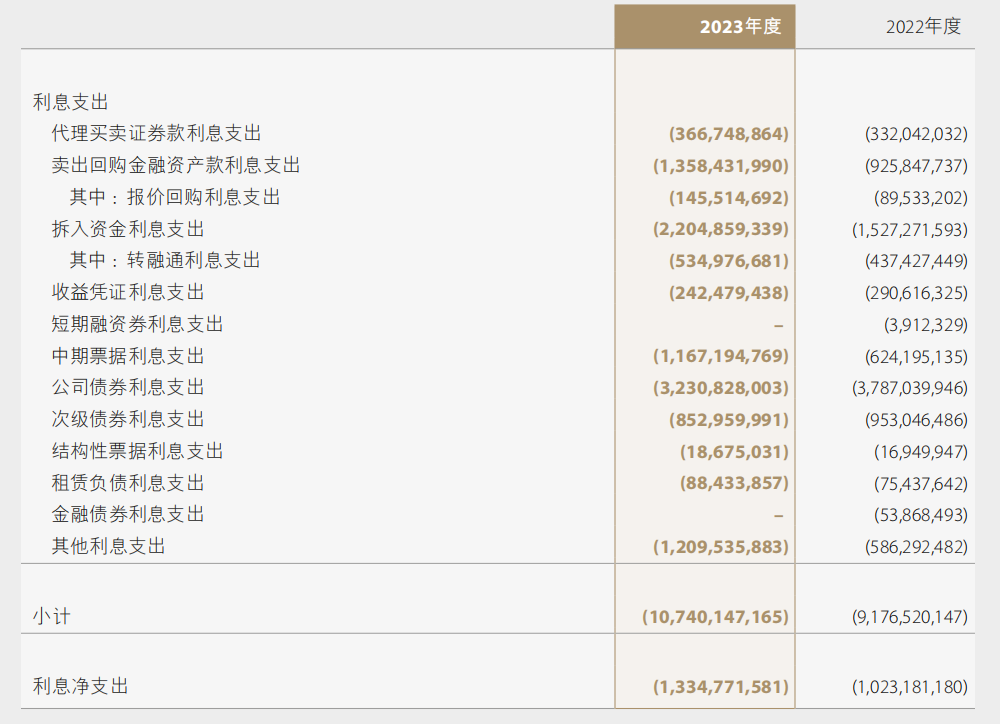 2023年度 2022年度
利息支出
代理买卖证券款利息支出 (366,748,864) (332,042,032)
卖出回购金融资产款利息支出 (1,358,431,990) (925,847,737)
其中：报价回购利息支出 (145,514,692) (89,533,202)
拆入资金利息支出 (2,204,859,339) (1,527,271,593)
其中：转融通利息支出 (534,976,681) (437,427,449)
收益凭证利息支出 (242,479,438) (290,616,325)
短期融资券利息支出 – (3,912,329)
中期票据利息支出 (1,167,194,769) (624,195,135)
公司债券利息支出 (3,230,828,003) (3,787,039,946)
次级债券利息支出 (852,959,991) (953,046,486)
结构性票据利息支出 (18,675,031) (16,949,947)
租赁负债利息支出 (88,433,857) (75,437,642)
金融债券利息支出 – (53,868,493)
其他利息支出 (1,209,535,883) (586,292,482)
小计 (10,740,147,165) (9,176,520,147)
利息净支出 (1,334,771,581) (1,023,181,180)